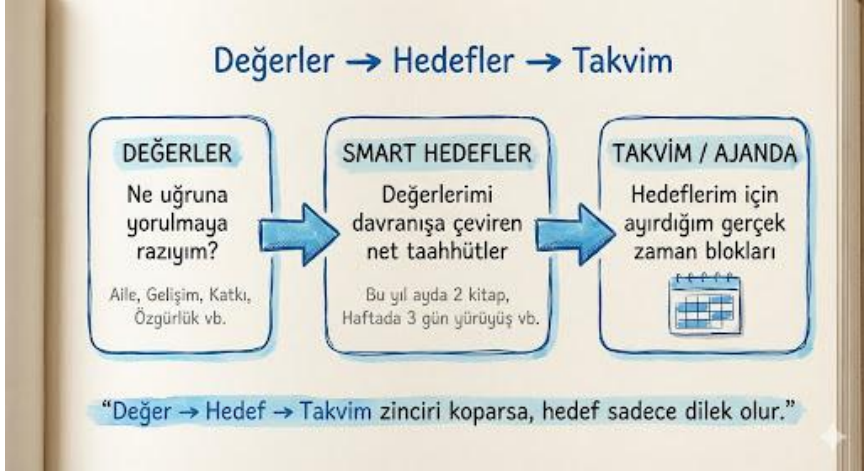 Değerler → Hedefler → Takvim
DEĞERLER
Ne uğruna
yorulmaya
razıyım?
Aile, Gelişim, Katkı,
Özgürlük vb.
SMART HEDEFLER
Değerlerimi
davranışa çeviren
net taahhütler
Bu yıl ayda 2 kitap,
Haftada 3 gün yürüyüş vb.
TAKVİM / AJANDA
Hedeflerim için
ayırdığım gerçek
zaman blokları
“Değer → Hedef → Takvim zinciri koparsa, hedef sadece dilek olur.”